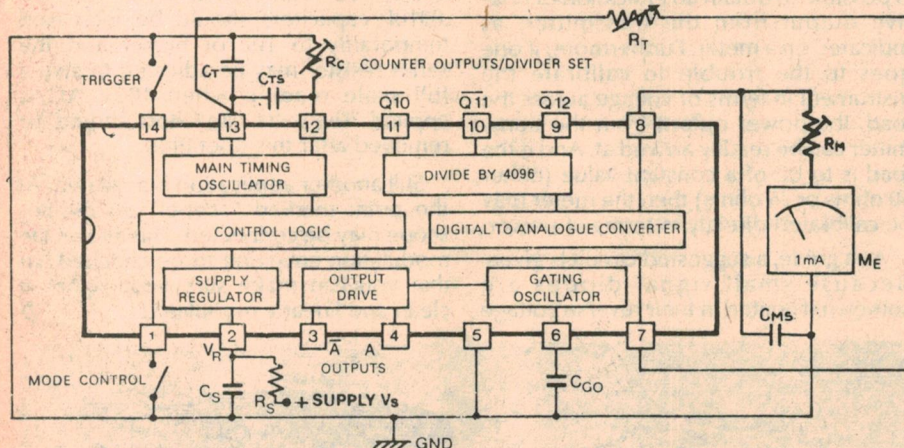 RT
TRIGGER
CT
CTS
RC
COUNTER OUTPUTS/DIVIDER SET
Q10
Q11
Q12
14
13
12
11
10
9
8
RM
MAIN TIMING
OSCILLATOR
DIVIDE BY 4096
CONTROL LOGIC
DIGITAL TO ANALOGUE CONVERTER
1mA
ME
SUPPLY
REGULATOR
OUTPUT
DRIVE
GATING
OSCILLATOR
1
2
3
4
5
6
7
CMS
VR
A̅
A
OUTPUTS
MODE CONTROL
CS
RS
+ SUPPLY VS
CGO
GND